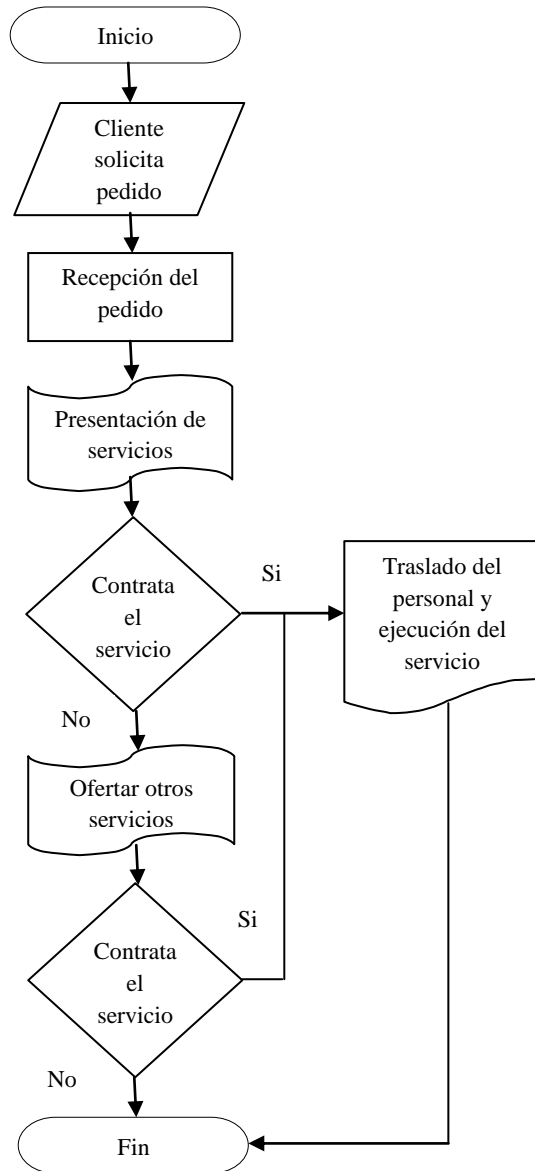 Inicio
Cliente
solicita
pedido
Recepción del
pedido
Presentación de
servicios
Contrata
el
servicio
Si
Traslado del
personal y
ejecución del
servicio
No
Ofertar otros
servicios
Si
Contrata
el
servicio
No
Fin